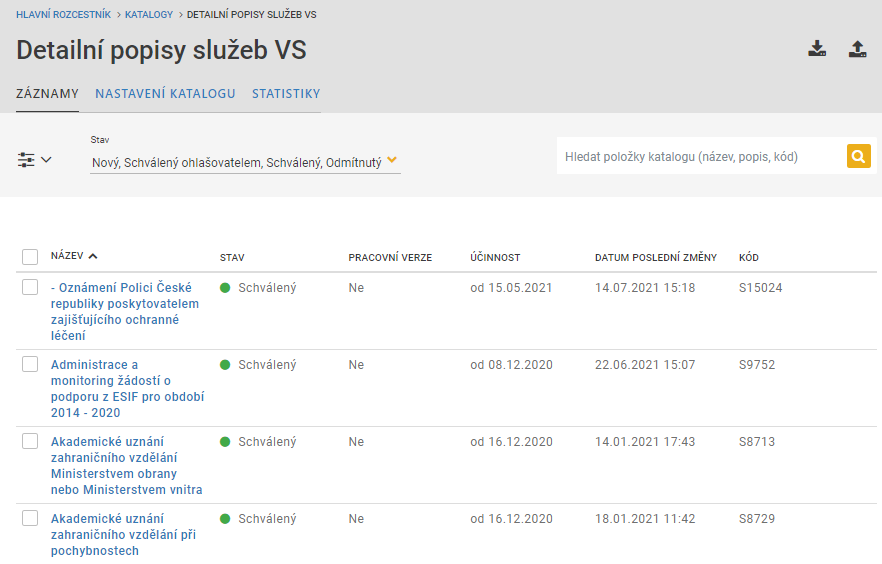 HLAVNÍ ROZCESTNÍK > KATALOGY > DETAILNÍ POPISY SLUŽEB VS
Detailní popisy služeb VS
ZÁZNAMY NASTAVENÍ KATALOGU STATISTIKY
Stav
Nový, Schválený ohlašovatelem, Schválený, Odmítnutý
Hledat položky katalogu (název, popis, kód)
NÁZEV STAV PRACOVNÍ VERZE ÚČINNOST DATUM POSLEDNÍ ZMĚNY KÓD
- Oznámení Polici České Schválený Ne od 15.05.2021 14.07.2021 15:18 S15024
republiky poskytovatelem
zajišťujícího ochranné
léčení
Administrace a Schválený Ne od 08.12.2020 22.06.2021 15:07 S9752
monitoring žádostí o
podporu z ESIF pro období
2014 - 2020
Akademické uznání Schválený Ne od 16.12.2020 14.01.2021 17:43 S8713
zahraničního vzdělání
Ministerstvem obrany
nebo Ministerstvem vnitra
Akademické uznání Schválený Ne od 16.12.2020 18.01.2021 11:42 S8729
zahraničního vzdělání při
pochybnostech